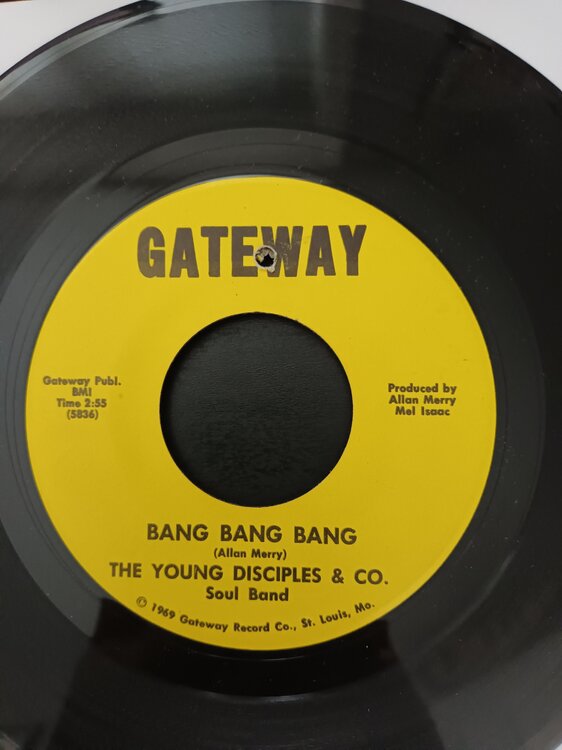 GATEWAY
Gateway Publ.
BMI
Time 2:55
(5836)
Produced by
Allan Merry
Mel Isaac
BANG BANG BANG
(Allan Merry)
THE YOUNG DISCIPLES & CO.
Soul Band
© 1969 Gateway Record Co., St. Louis, Mo.